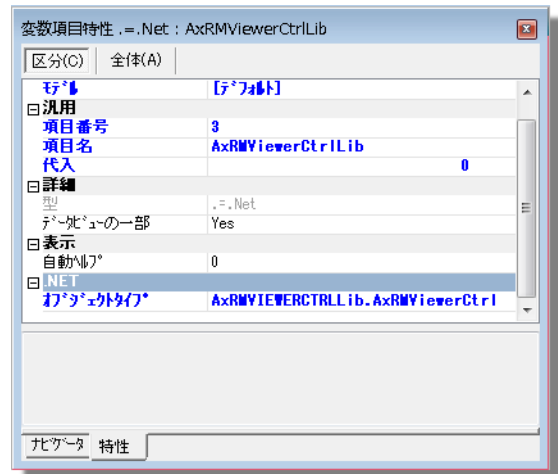 変数項目特性 .=.Net : AxRMViewerCtrlLib
区分(C) 全体(A)
ﾓﾃﾞﾙ [ﾃﾞﾌｫﾙﾄ]
汎用
項目番号 3
項目名 AxRMViewerCtrlLib
代入 0
詳細
型 .=.Net
ﾃﾞｰﾀﾋﾞｭｰの一部 Yes
表示
自動ﾍﾙﾌﾟ 0
.NET
ｵﾌﾞｼﾞｪｸﾄﾀｲﾌﾟ AxRMVIEWERCTRLLib.AxRMViewerCtrl
ﾅﾋﾞｹﾞｰﾀ 特性